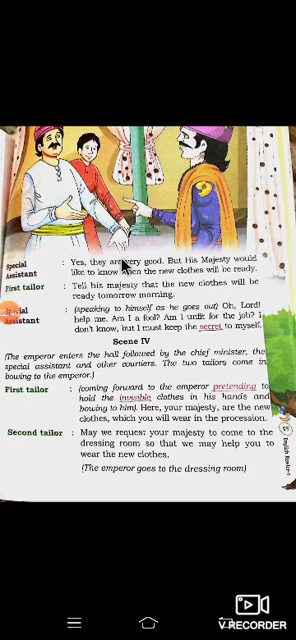 Special Assistant : Yes, they are very good. But His Majesty would
like to know when the new clothes will be ready.
First tailor : Tell his majesty that the new clothes will be
ready tomorrow morning.
Special Assistant : (speaking to himself as he goes out) Oh, Lord!
help me. Am I a fool? Am I unfit for the job? I
don't know, but I must keep the secret to myself.
Scene IV
(The emperor enters the hall followed by the chief minister, the
special assistant and other courtiers. The two tailors come in
bowing to the emperor.)
First tailor : (coming forward to the emperor pretending to
hold the invisible clothes in his hands and
bowing to him). Here, your majesty, are the new
clothes, which you will wear in the procession.
Second tailor : May we request your majesty to come to the
dressing room so that we may help you to
wear the new clothes.
(The emperor goes to the dressing room)
English Reader-4
V.RECORDER